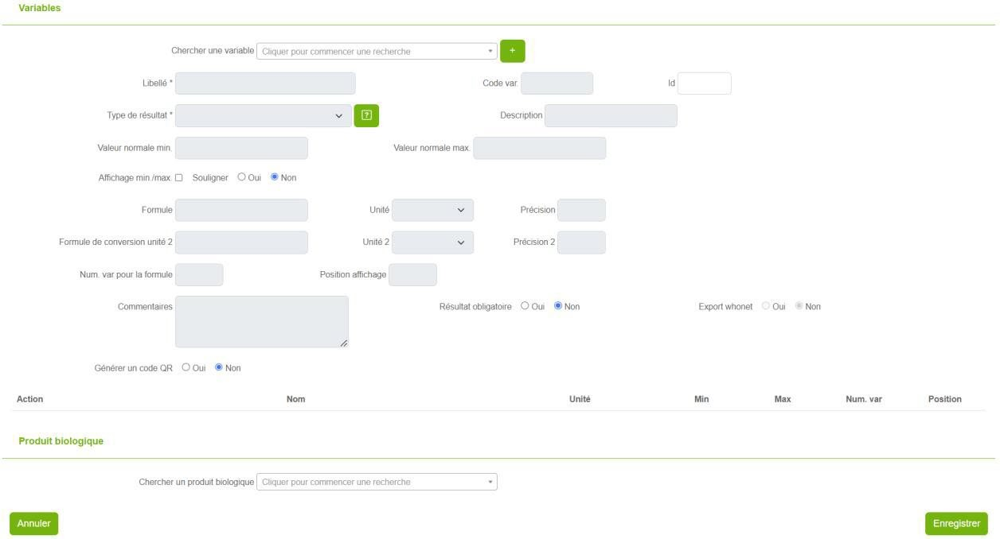 Variables
Chercher une variable Cliquer pour commencer une recherche +
Libellé * Code var. Id
Type de résultat * ? Description
Valeur normale min. Valeur normale max.
Affichage min./max. Souligner Oui Non
Formule Unité Précision
Formule de conversion unité 2 Unité 2 Précision 2
Num. var pour la formule Position affichage
Commentaires Résultat obligatoire Oui Non Export whonet Oui Non
Générer un code QR Oui Non
Action Nom Unité Min Max Num. var Position
Produit biologique
Chercher un produit biologique Cliquer pour commencer une recherche
Annuler Enregistrer